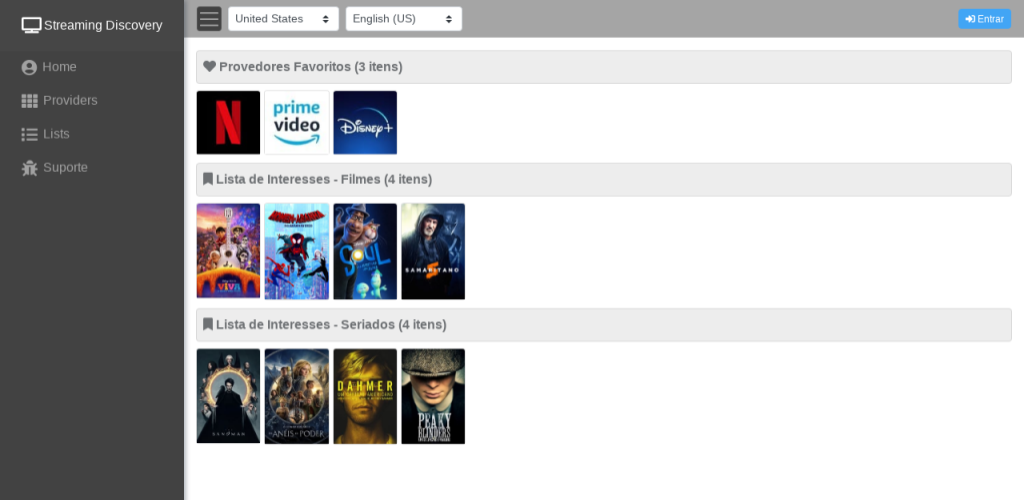 Streaming Discovery
United States
English (US)
Entrar
Home
Providers
Lists
Suporte
Provedores Favoritos (3 itens)
N
prime
video
Disney+
Lista de Interesses - Filmes (4 itens)
VIVA
SOUL
SAMARITANO
Lista de Interesses - Seriados (4 itens)
SANDMAN
OS ANÉIS DE PODER
DAHMER
PEAKY
BLINDERS